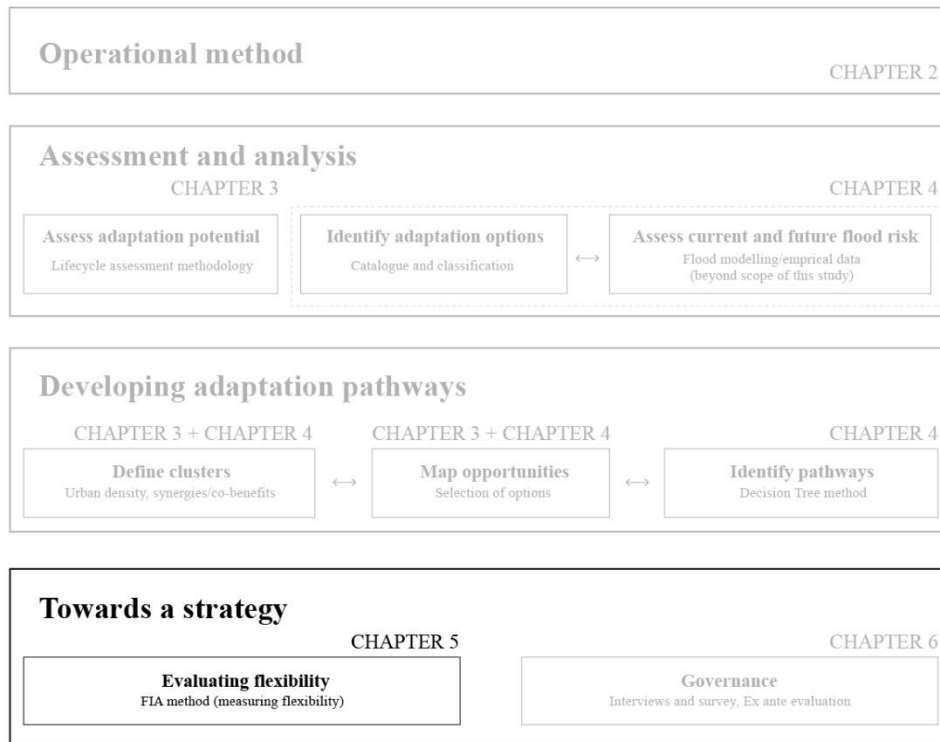 Operational method
CHAPTER 2
Assessment and analysis
CHAPTER 3
CHAPTER 4
Assess adaptation potential
Lifecycle assessment methodology
Identify adaptation options
Catalogue and classification
↔
Assess current and future flood risk
Flood modelling/emprical data
(beyond scope of this study)
Developing adaptation pathways
CHAPTER 3 + CHAPTER 4
CHAPTER 3 + CHAPTER 4
CHAPTER 4
Define clusters
Urban density, synergies/co-benefits
↔
Map opportunities
Selection of options
↔
Identify pathways
Decision Tree method
Towards a strategy
CHAPTER 5
CHAPTER 6
Evaluating flexibility
FIA method (measuring flexibility)
Governance
Interviews and survey, Ex ante evaluation